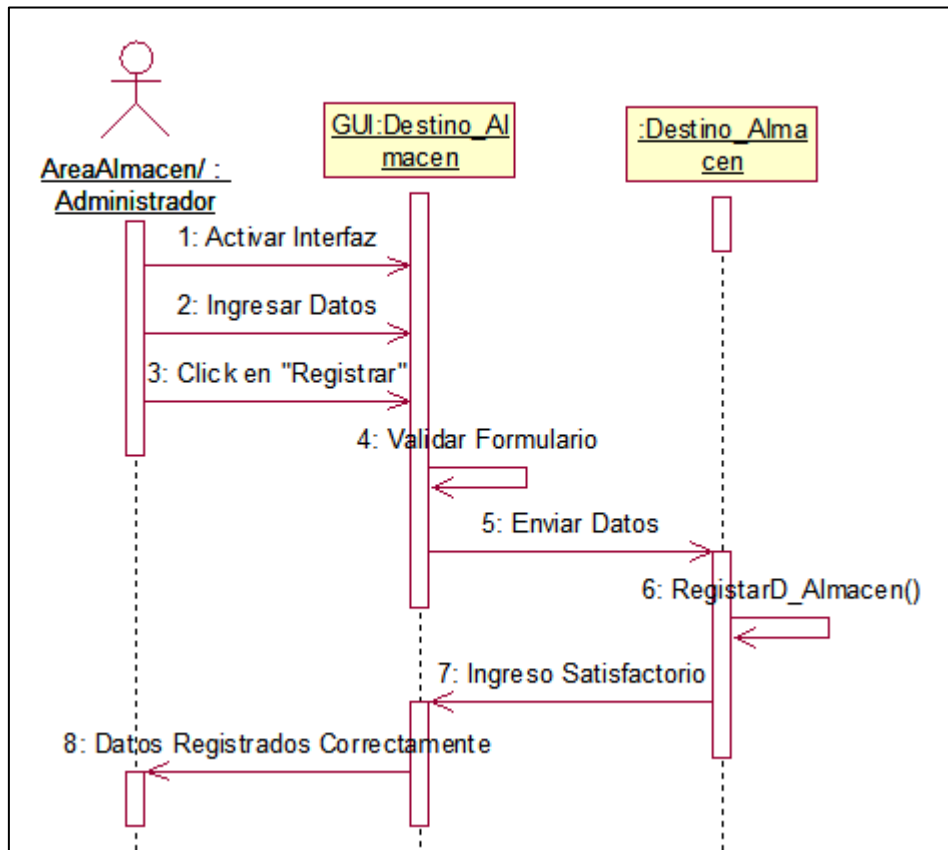 AreaAlmacen/ :
Administrador
GUI:Destino_Al
macen
:Destino_Alma
cen
1: Activar Interfaz
2: Ingresar Datos
3: Click en "Registrar"
4: Validar Formulario
5: Enviar Datos
6: RegistarD_Almacen()
7: Ingreso Satisfactorio
8: Datos Registrados Correctamente